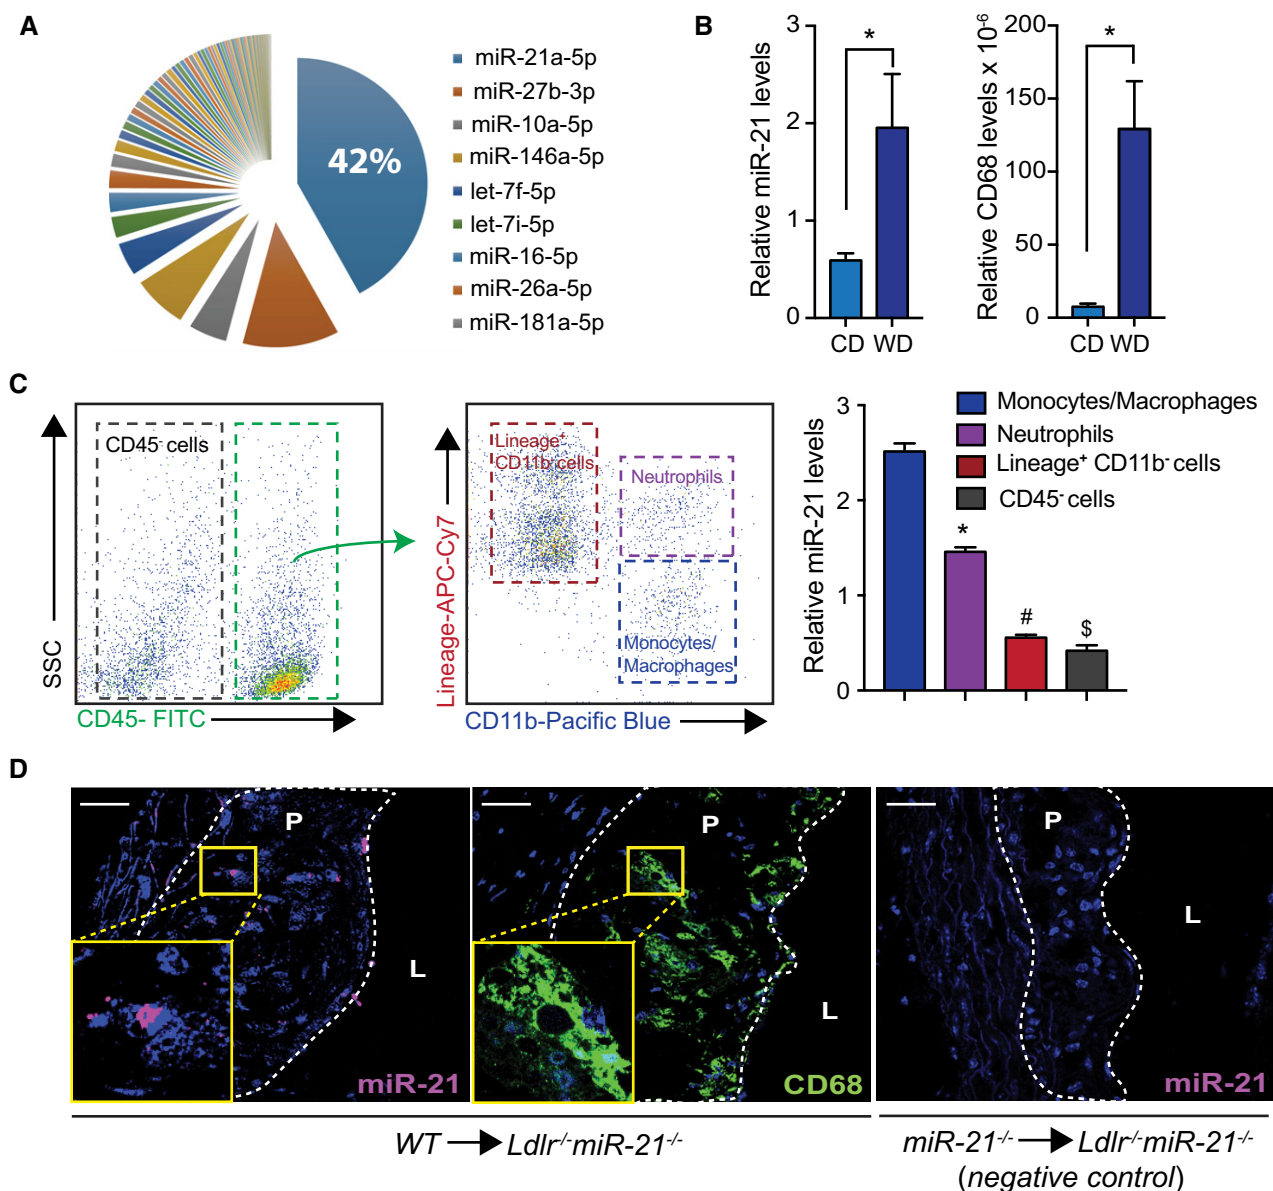 A
42%
miR-21a-5p
miR-27b-3p
miR-10a-5p
miR-146a-5p
let-7f-5p
let-7i-5p
miR-16-5p
miR-26a-5p
miR-181a-5p
B
Relative miR-21 levels
3
2
1
0
*
CD WD
Relative CD68 levels x 10⁻⁶
200
150
100
50
0
*
CD WD
C
SSC
CD45⁻ cells
CD45- FITC
Lineage-APC-Cy7
Lineage⁺
CD11b⁻cells
Neutrophils
Monocytes/
Macrophages
CD11b-Pacific Blue
Relative miR-21 levels
3
2
1
0
*
#
$
Monocytes/Macrophages
Neutrophils
Lineage⁺ CD11b⁻ cells
CD45⁻ cells
D
P
L
miR-21
P
L
CD68
P
L
miR-21
WT → Ldlr⁻/⁻miR-21⁻/⁻
miR-21⁻/⁻ → Ldlr⁻/⁻miR-21⁻/⁻
(negative control)